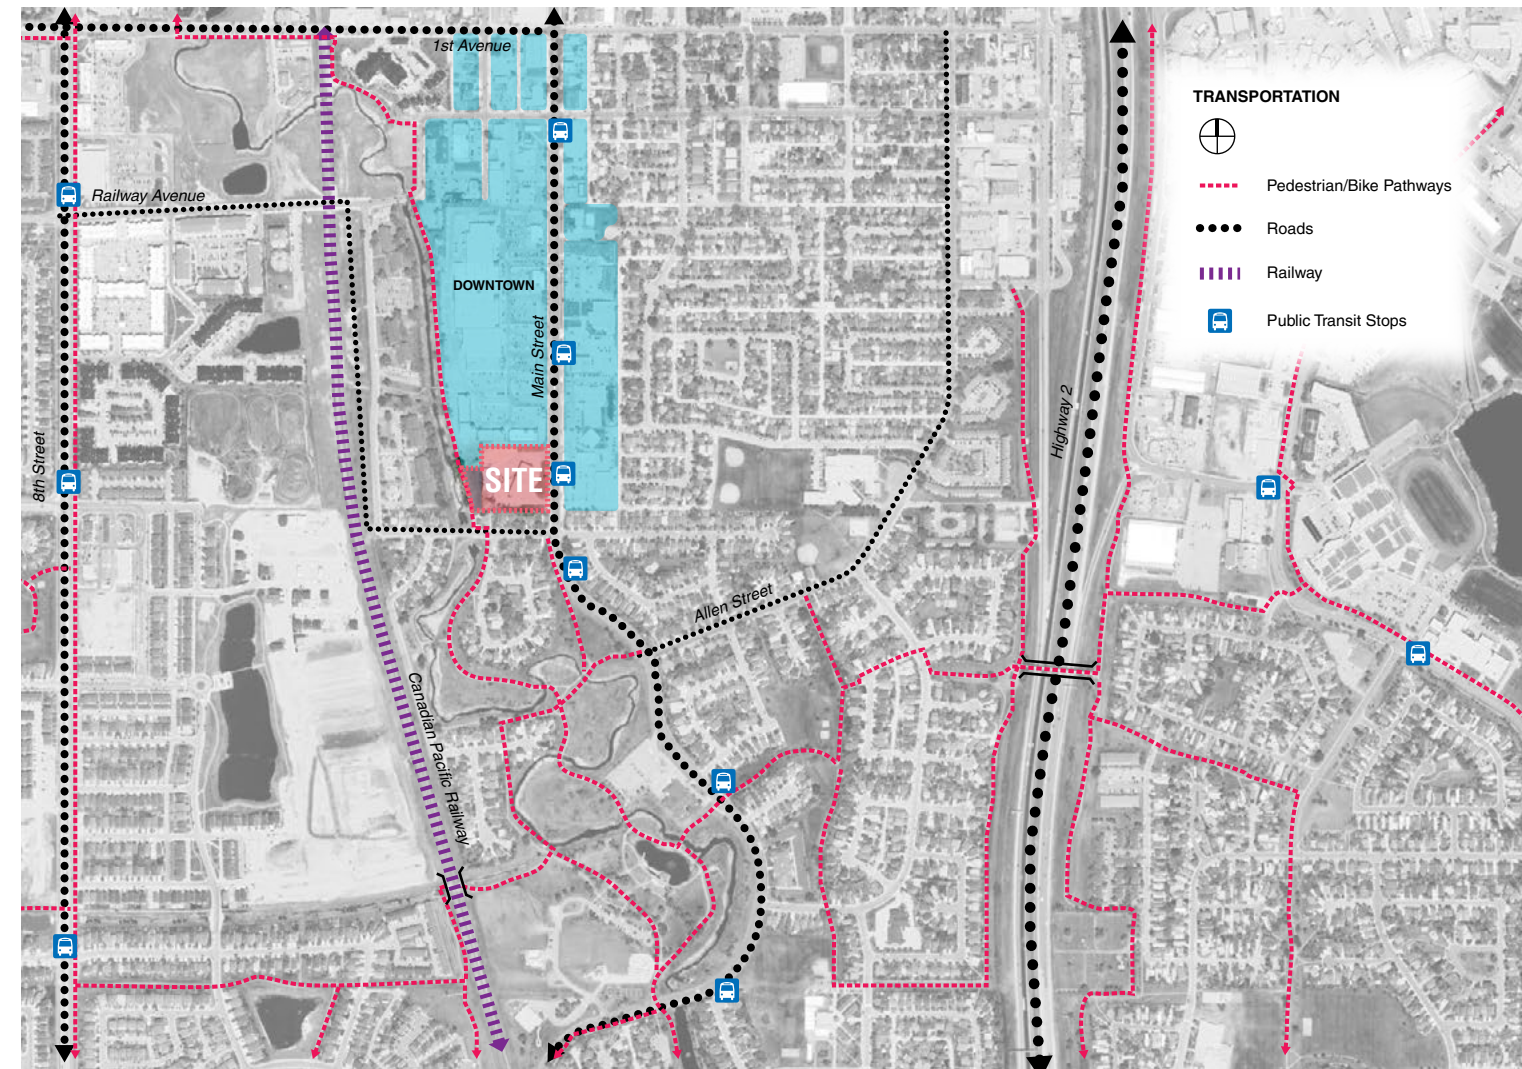 1st Avenue
TRANSPORTATION
Pedestrian/Bike Pathways
Roads
Railway
Public Transit Stops
Railway Avenue
DOWNTOWN
Main Street
8th Street
SITE
Highway 2
Allen Street
Canadian Pacific Railway